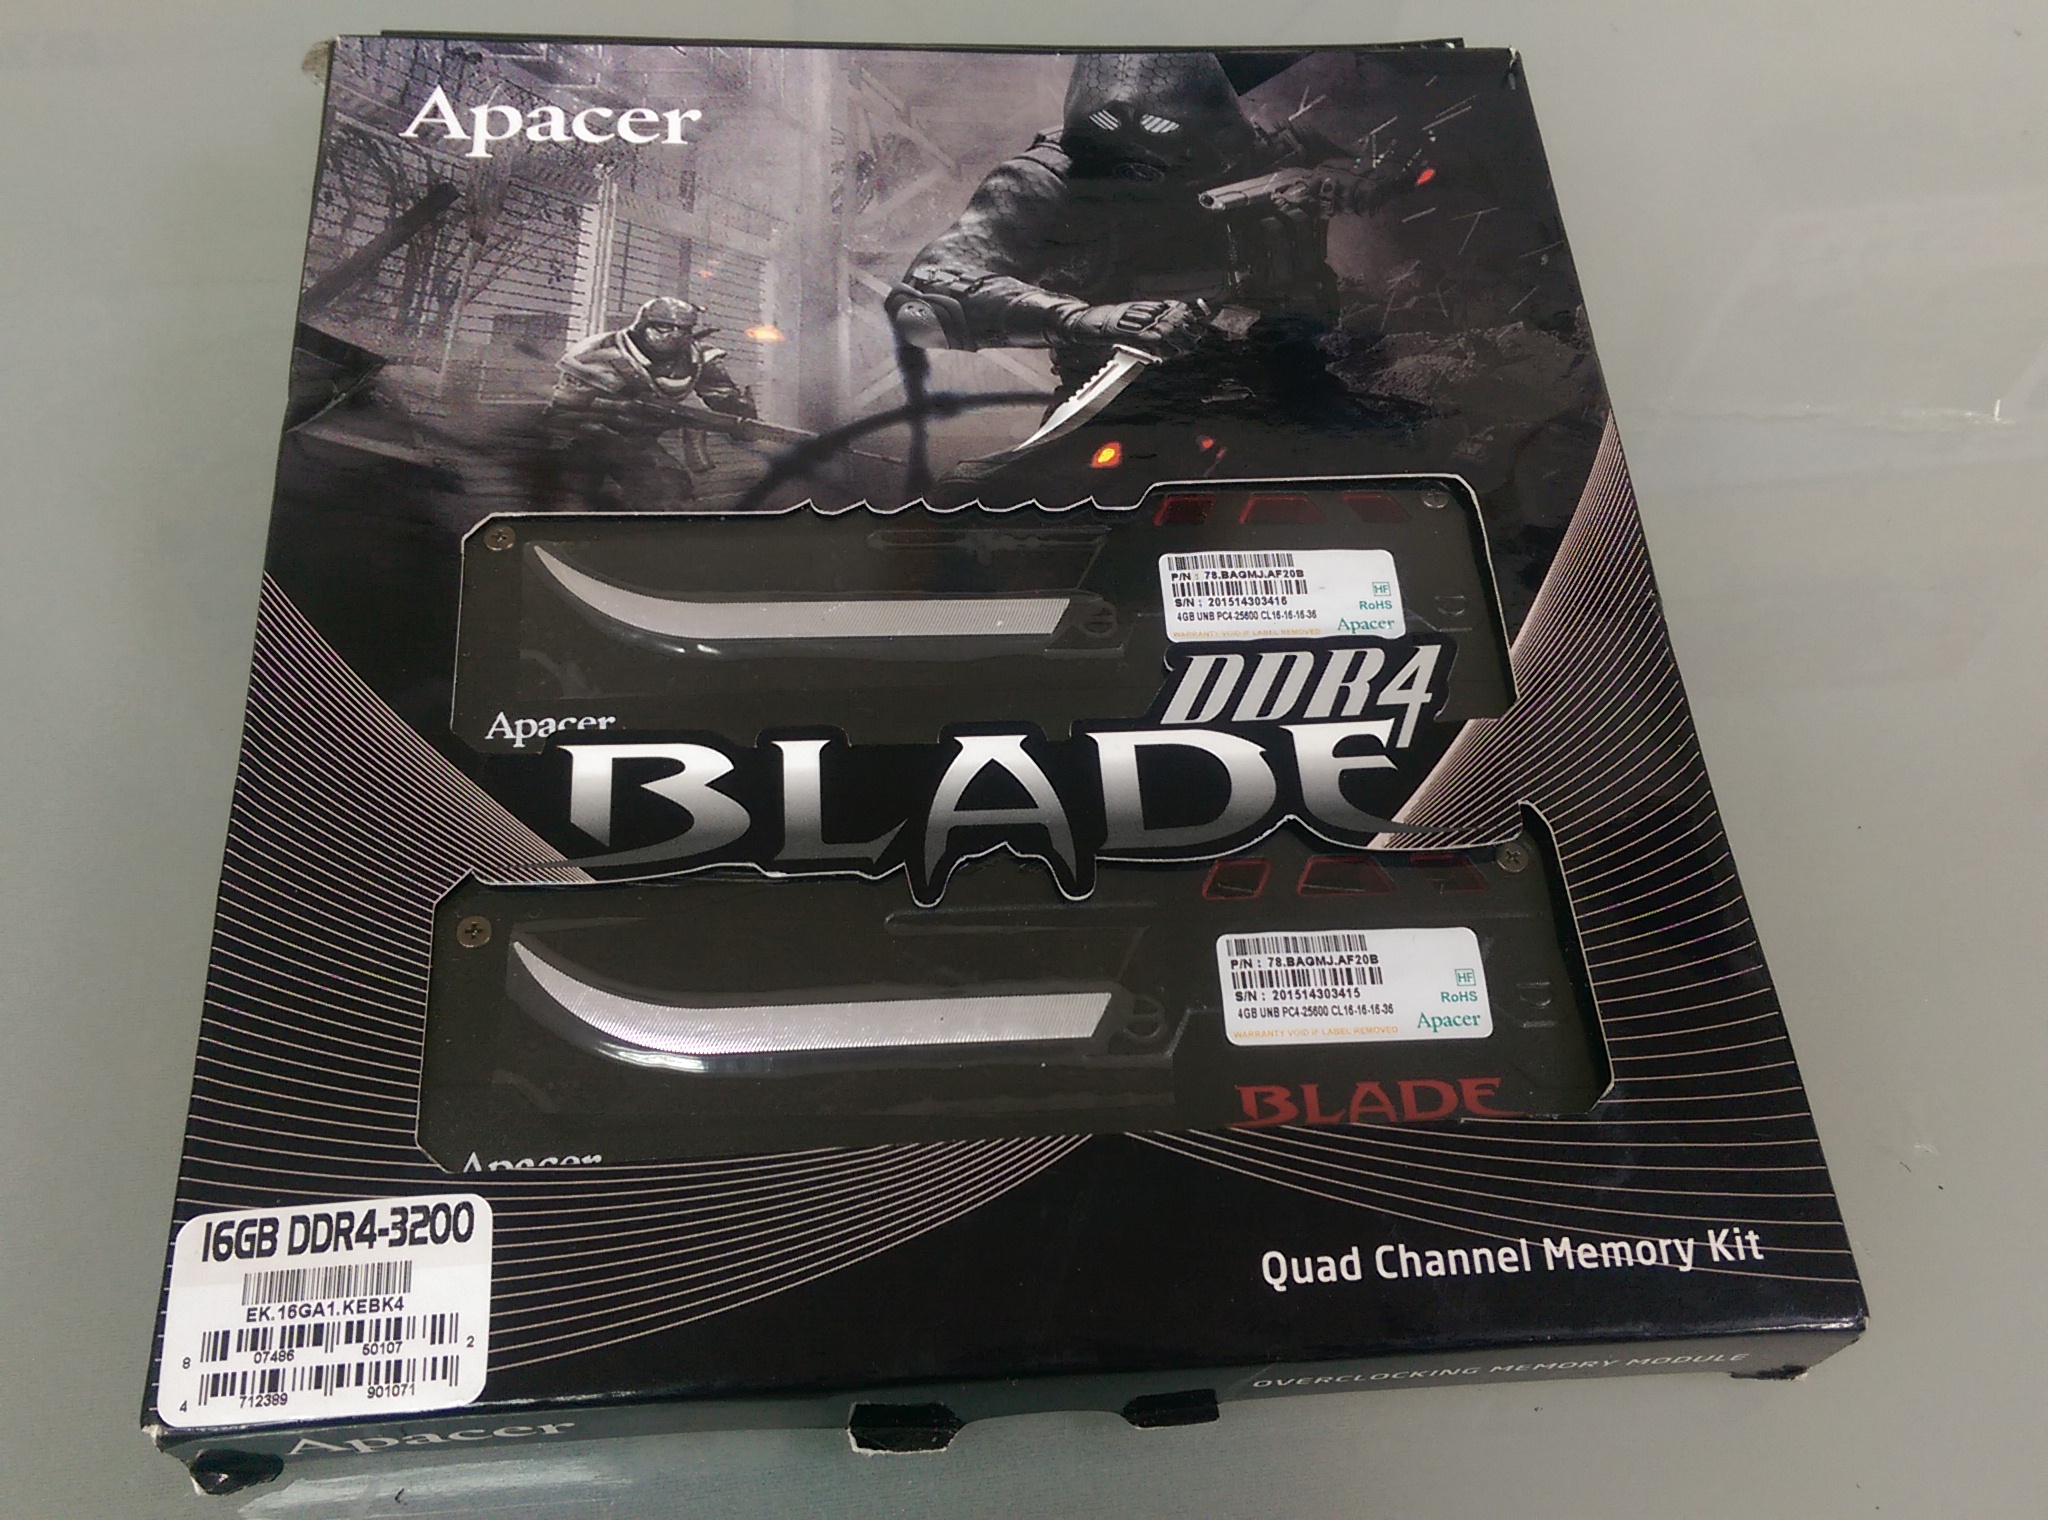 Apacer
P/N : 78.BAQMJ.AF20B
S/N : 201514303416
4GB UNB PC4-25600 CL16-16-16-36
WARRANTY VOID IF LABEL REMOVED
HF
RoHS
Apacer
DDR4
Apacer
BLADE
P/N : 78.BAQMJ.AF20B
S/N : 201514303415
4GB UNB PC4-25600 CL16-16-16-36
WARRANTY VOID IF LABEL REMOVED
HF
RoHS
Apacer
BLADE
Apacer
16GB DDR4-3200
EK.16GA1.KEBK4
8 07486 50107 2
4 712389 901071
Quad Channel Memory Kit
Apacer
OVERCLOCKING MEMORY MODULE